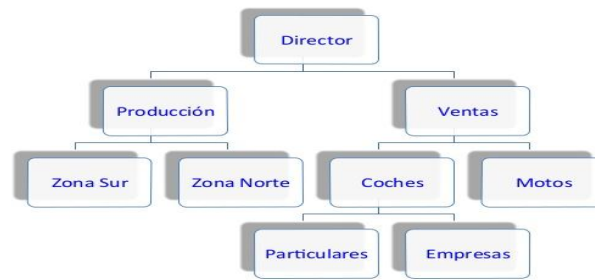 Director
Producción
Ventas
Zona Sur
Zona Norte
Coches
Motos
Particulares
Empresas